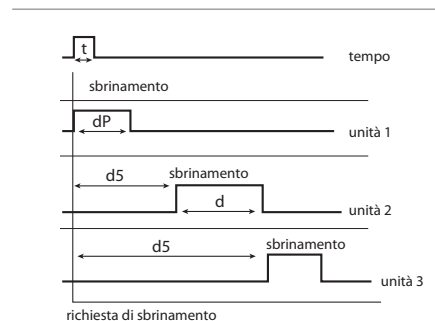 t
tempo
sbrinamento
dP
unità 1
d5
sbrinamento
d
unità 2
d5
sbrinamento
unità 3
richiesta di sbrinamento